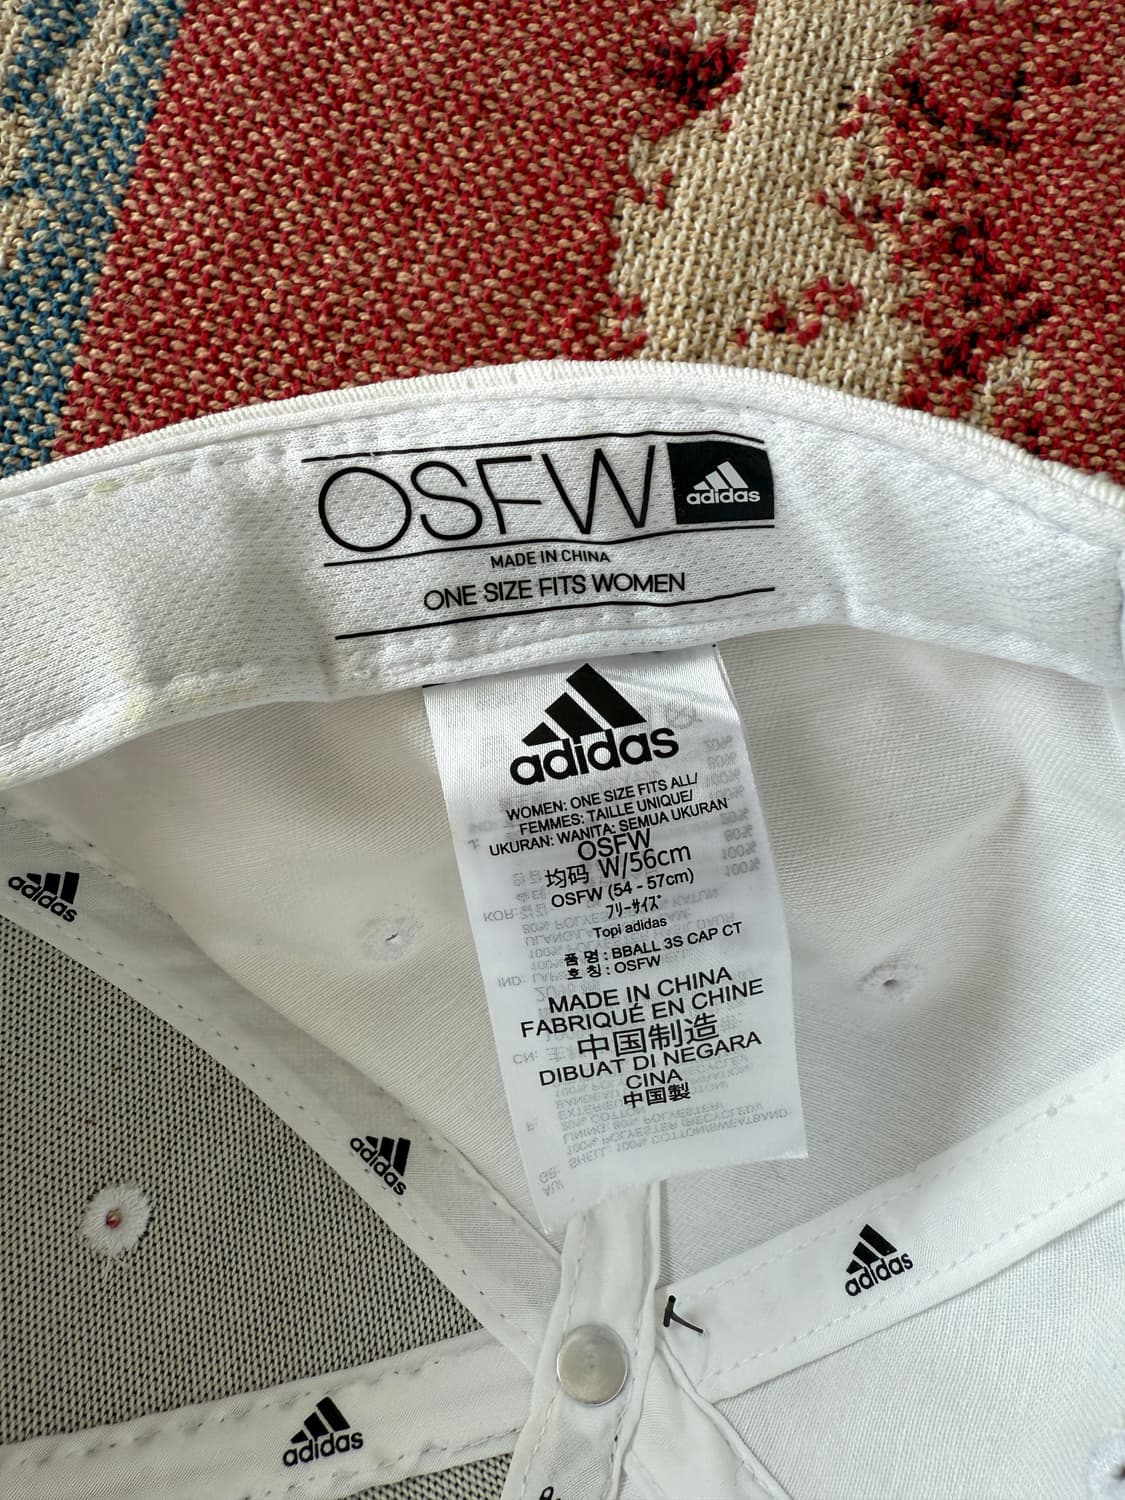 OSFW
adidas
MADE IN CHINA
ONE SIZE FITS WOMEN
adidas
WOMEN: ONE SIZE FITS ALL/
FEMMES: TAILLE UNIQUE/
UKURAN: WANITA: SEMUA UKURAN
OSFW
均码 W/56cm
OSFW (54 - 57cm)
フリーサイズ
Topi adidas
품 명 : BBALL 3S CAP CT
호 칭 : OSFW
MADE IN CHINA
FABRIQUÉ EN CHINE
中国制造
DIBUAT DI NEGARA
CINA
中国製
adidas
adidas
adidas
adidas